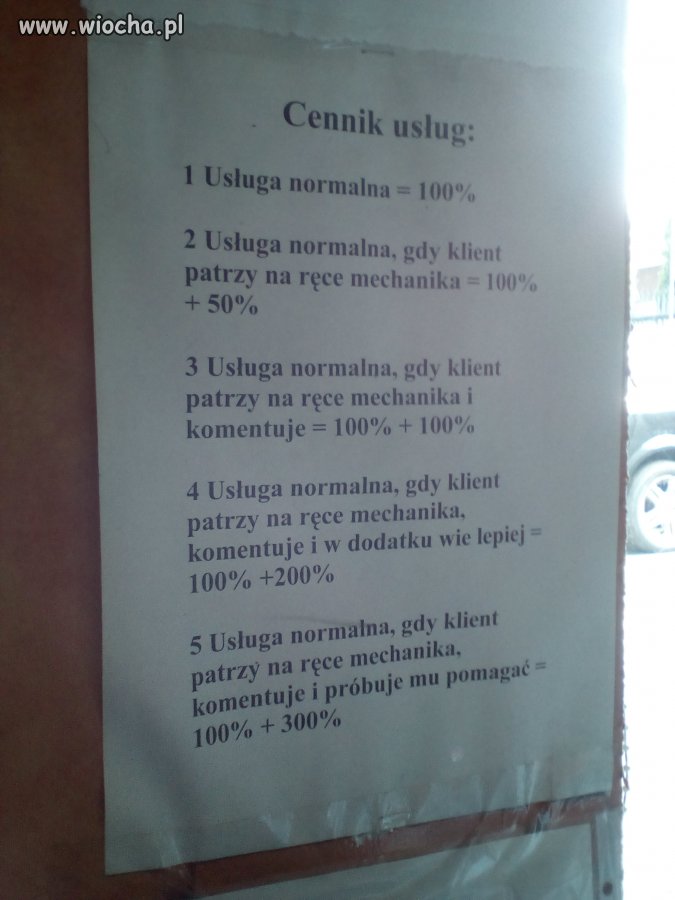 www.wiocha.pl
Cennik usług:
1 Usługa normalna = 100%
2 Usługa normalna, gdy klient
patrzy na ręce mechanika = 100%
+ 50%
3 Usługa normalna, gdy klient
patrzy na ręce mechanika i
komentuje = 100% + 100%
4 Usługa normalna, gdy klient
patrzy na ręce mechanika,
komentuje i w dodatku wie lepiej =
100% +200%
5 Usługa normalna, gdy klient
patrzy na ręce mechanika,
komentuje i próbuje mu pomagać =
100% + 300%